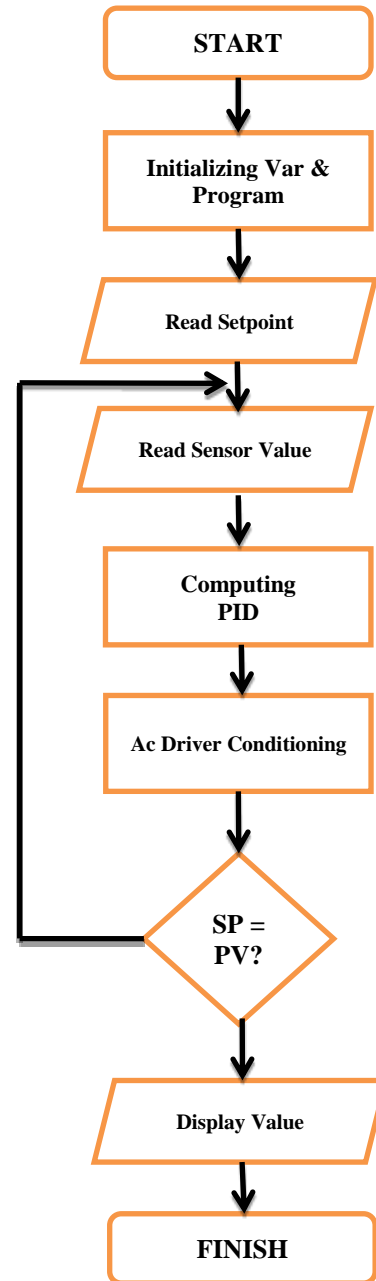 START
Initializing Var &
Program
Read Setpoint
Read Sensor Value
Computing
PID
Ac Driver Conditioning
SP =
PV?
Display Value
FINISH